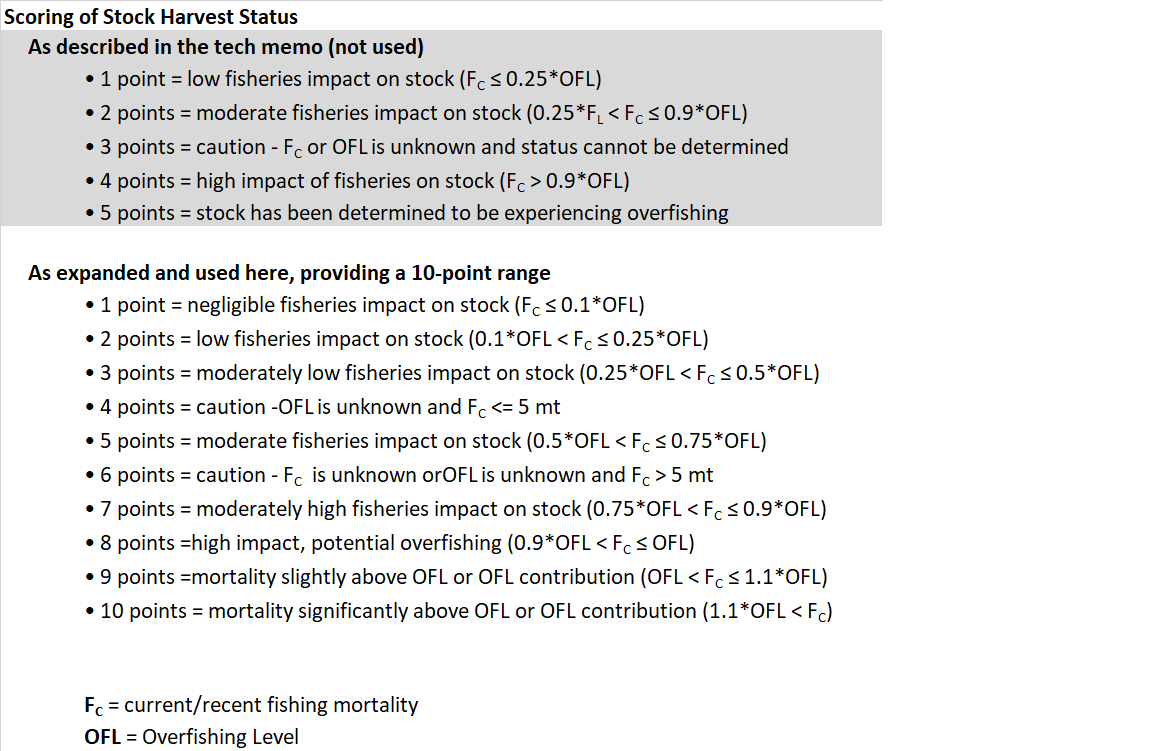 Scoring of Stock Harvest Status
As described in the tech memo (not used)
• 1 point = low fisheries impact on stock (FC ≤ 0.25*OFL)
• 2 points = moderate fisheries impact on stock (0.25*FL < FC ≤ 0.9*OFL)
• 3 points = caution - FC or OFL is unknown and status cannot be determined
• 4 points = high impact of fisheries on stock (FC > 0.9*OFL)
• 5 points = stock has been determined to be experiencing overfishing
As expanded and used here, providing a 10-point range
• 1 point = negligible fisheries impact on stock (FC ≤ 0.1*OFL)
• 2 points = low fisheries impact on stock (0.1*OFL < FC ≤ 0.25*OFL)
• 3 points = moderately low fisheries impact on stock (0.25*OFL < FC ≤ 0.5*OFL)
• 4 points = caution -OFL is unknown and FC <= 5 mt
• 5 points = moderate fisheries impact on stock (0.5*OFL < FC ≤ 0.75*OFL)
• 6 points = caution - FC is unknown orOFL is unknown and FC > 5 mt
• 7 points = moderately high fisheries impact on stock (0.75*OFL < FC ≤ 0.9*OFL)
• 8 points =high impact, potential overfishing (0.9*OFL < FC ≤ OFL)
• 9 points =mortality slightly above OFL or OFL contribution (OFL < FC ≤ 1.1*OFL)
• 10 points = mortality significantly above OFL or OFL contribution (1.1*OFL < FC)
FC = current/recent fishing mortality
OFL = Overfishing Level